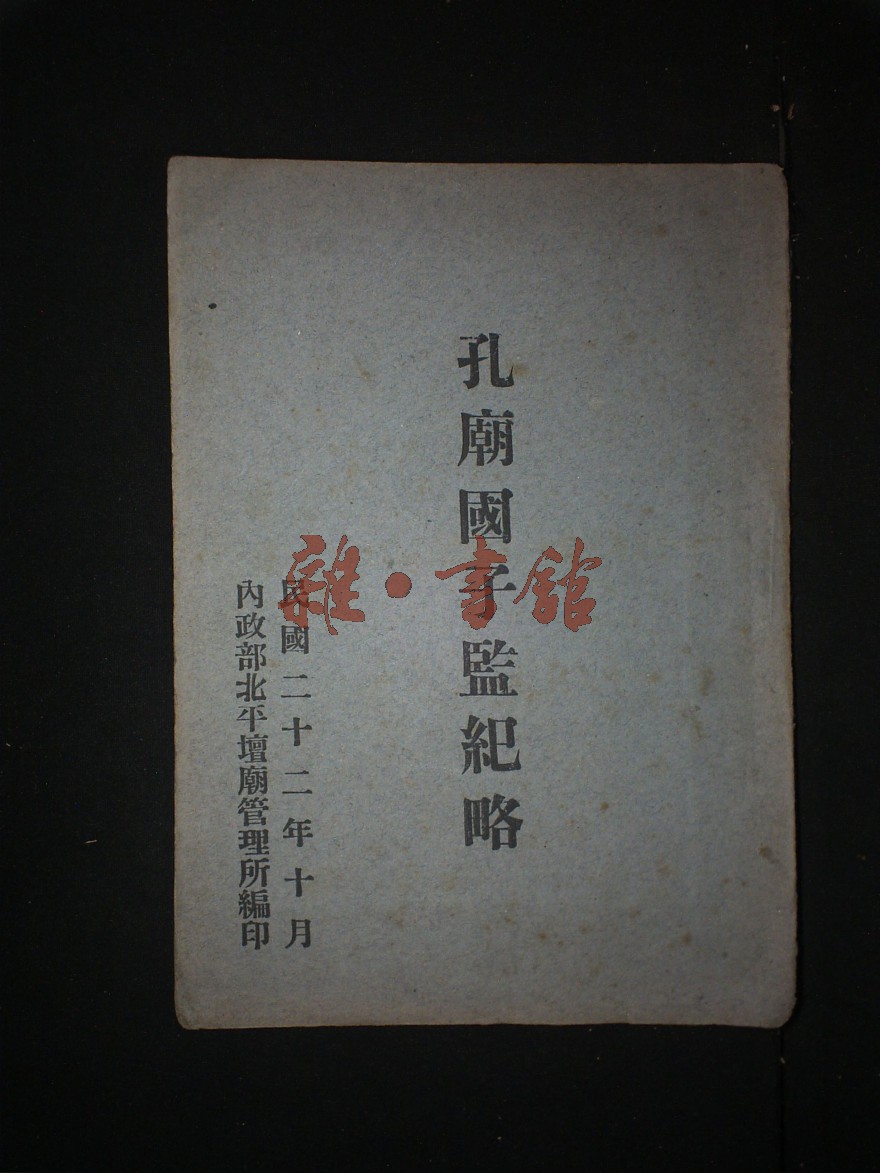 孔廟國子監紀略
民國二十二年十月
內政部北平壇廟管理所編印
雜·書館